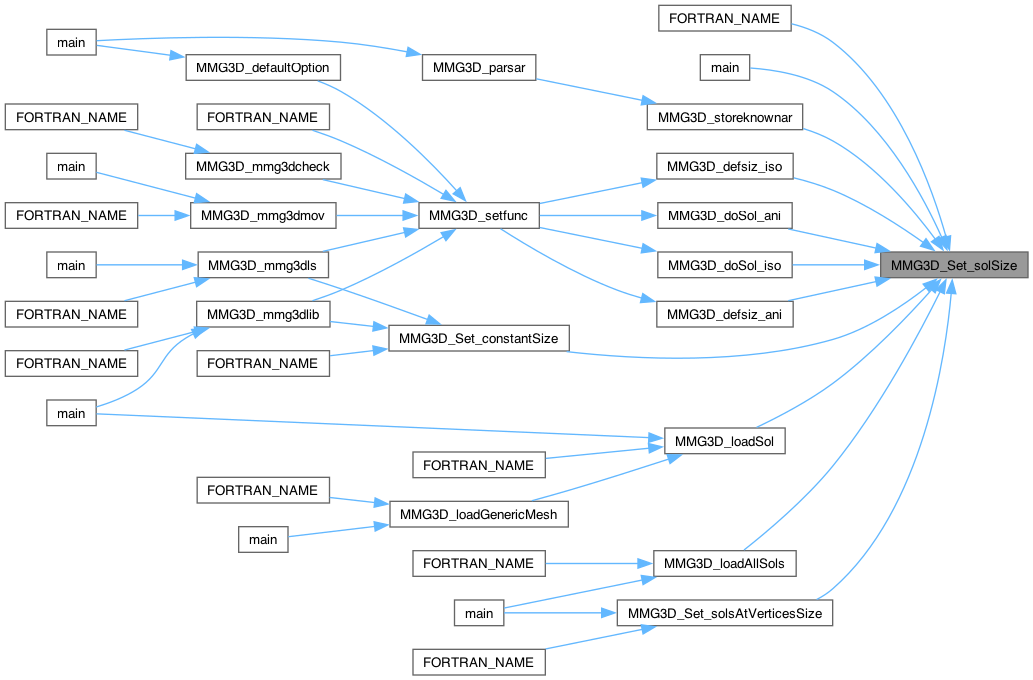 FORTRAN_NAME
main
main
MMG3D_defaultOption
MMG3D_parsar
FORTRAN_NAME
FORTRAN_NAME
MMG3D_storeknownar
main
MMG3D_mmg3dcheck
MMG3D_defsiz_iso
FORTRAN_NAME
MMG3D_mmg3dmov
MMG3D_setfunc
MMG3D_doSol_ani
main
MMG3D_mmg3dls
MMG3D_doSol_iso
MMG3D_Set_solSize
FORTRAN_NAME
MMG3D_mmg3dlib
MMG3D_defsiz_ani
MMG3D_Set_constantSize
FORTRAN_NAME
FORTRAN_NAME
main
MMG3D_loadSol
FORTRAN_NAME
FORTRAN_NAME
MMG3D_loadGenericMesh
main
FORTRAN_NAME
MMG3D_loadAllSols
main
MMG3D_Set_solsAtVerticesSize
FORTRAN_NAME